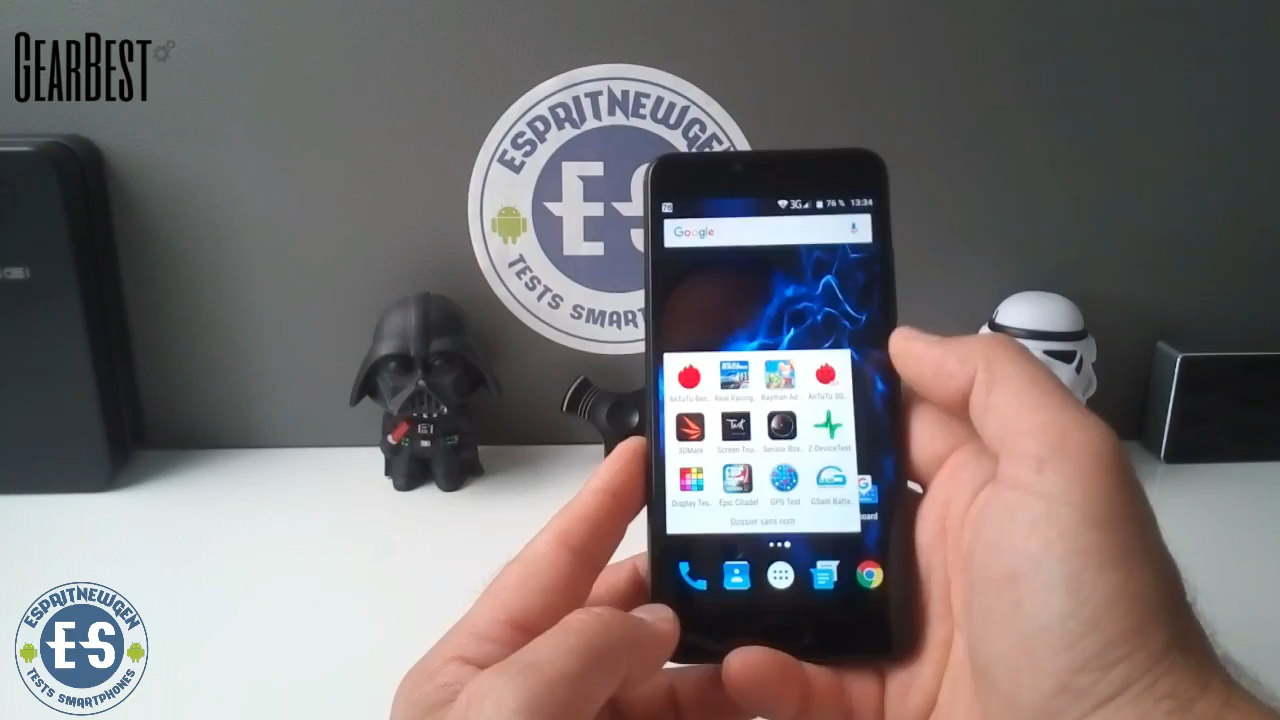 GEARBEST
ESPRITNEWGE
ES
TESTS SMART
76 3G 76 % 13:34
Google
AnTuTu Ben.. Real Racing.. Rayman Ad.. AnTuTu 3D..
3DMark Screen Tou.. Sensor Box.. Z-DeviceTest
Display Tes.. Epic Citadel GPS Test GSam Batte..
Dossier sans nom
ESPRITNEWGEN
ES
TESTS SMARTPHONES